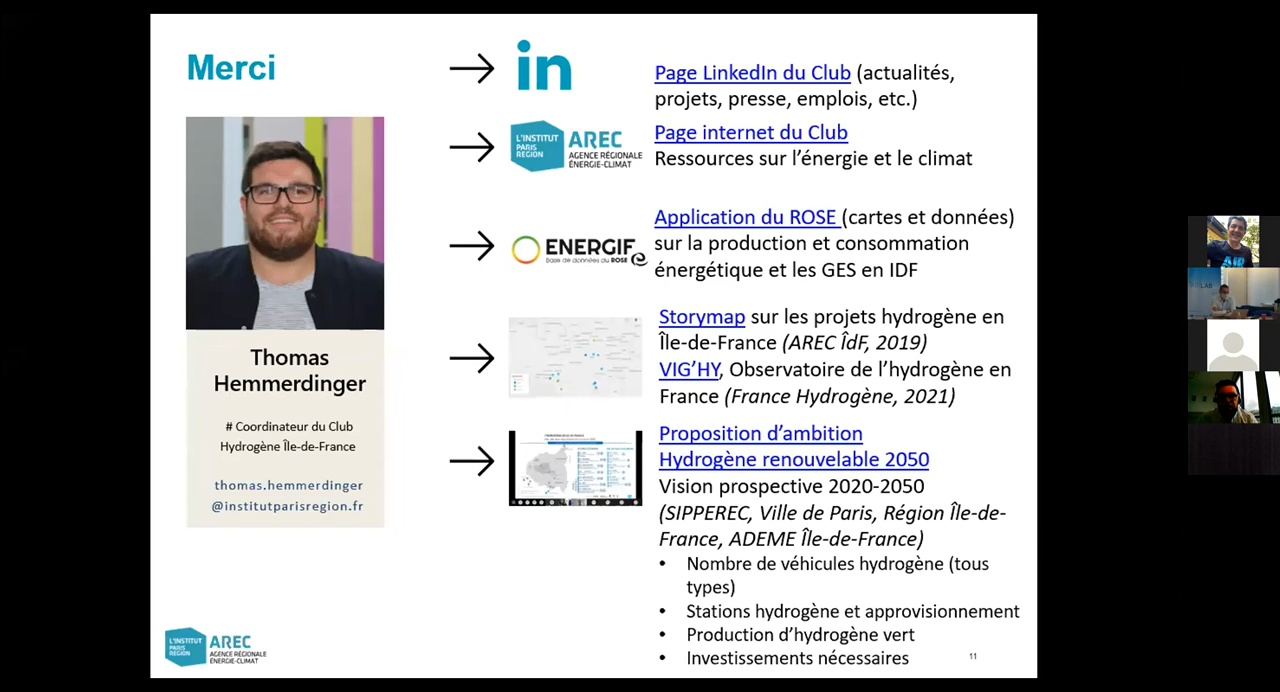 Merci
in
Page LinkedIn du Club (actualités,
projets, presse, emplois, etc.)
L'INSTITUT
PARIS
REGION
AREC
AGENCE RÉGIONALE
ÉNERGIE-CLIMAT
Page internet du Club
Ressources sur l'énergie et le climat
ENERGIF
Base de données du ROSE
Application du ROSE (cartes et données)
sur la production et consommation
énergétique et les GES en IDF
Storymap sur les projets hydrogène en
Île-de-France (AREC ÎdF, 2019)
VIG'HY, Observatoire de l'hydrogène en
France (France Hydrogène, 2021)
Proposition d'ambition
Hydrogène renouvelable 2050
Vision prospective 2020-2050
(SIPPEREC, Ville de Paris, Région Île-de-
France, ADEME Île-de-France)
• Nombre de véhicules hydrogène (tous
types)
• Stations hydrogène et approvisionnement
• Production d'hydrogène vert
• Investissements nécessaires
Thomas
Hemmerdinger
# Coordinateur du Club
Hydrogène Île-de-France
thomas.hemmerdinger
@institutparisregion.fr
L'INSTITUT
PARIS
REGION
AREC
AGENCE RÉGIONALE
ÉNERGIE-CLIMAT
11